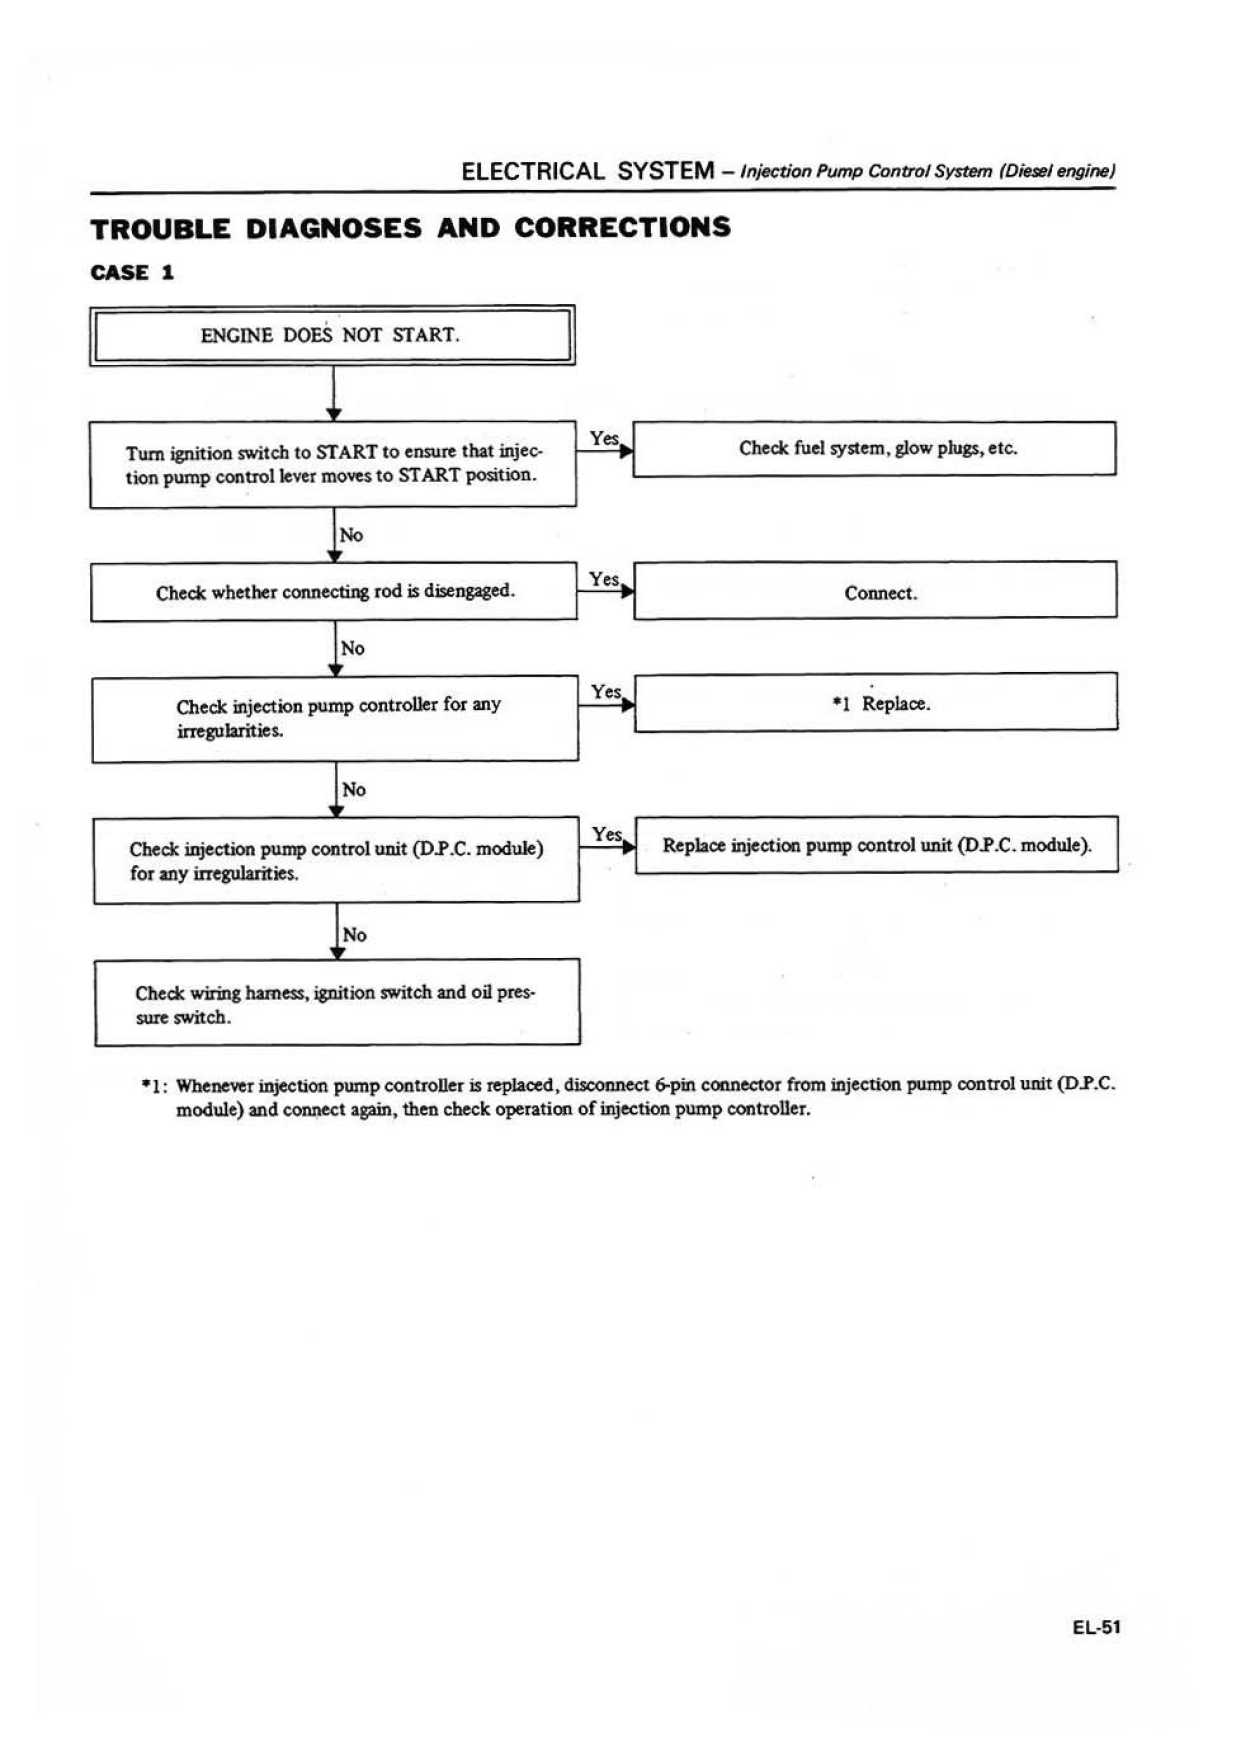 ELECTRICAL SYSTEM – Injection Pump Control System (Diesel engine)
TROUBLE DIAGNOSES AND CORRECTIONS
CASE 1
ENGINE DOES NOT START.
Turn ignition switch to START to ensure that injec-
tion pump control lever moves to START position.
Yes
Check fuel system, glow plugs, etc.
No
Check whether connecting rod is disengaged.
Yes
Connect.
No
Check injection pump controller for any
irregularities.
Yes
*1 Replace.
No
Check injection pump control unit (D.P.C. module)
for any irregularities.
Yes
Replace injection pump control unit (D.P.C. module).
No
Check wiring harness, ignition switch and oil pres-
sure switch.
*1: Whenever injection pump controller is replaced, disconnect 6-pin connector from injection pump control unit (D.P.C.
module) and connect again, then check operation of injection pump controller.
EL-51